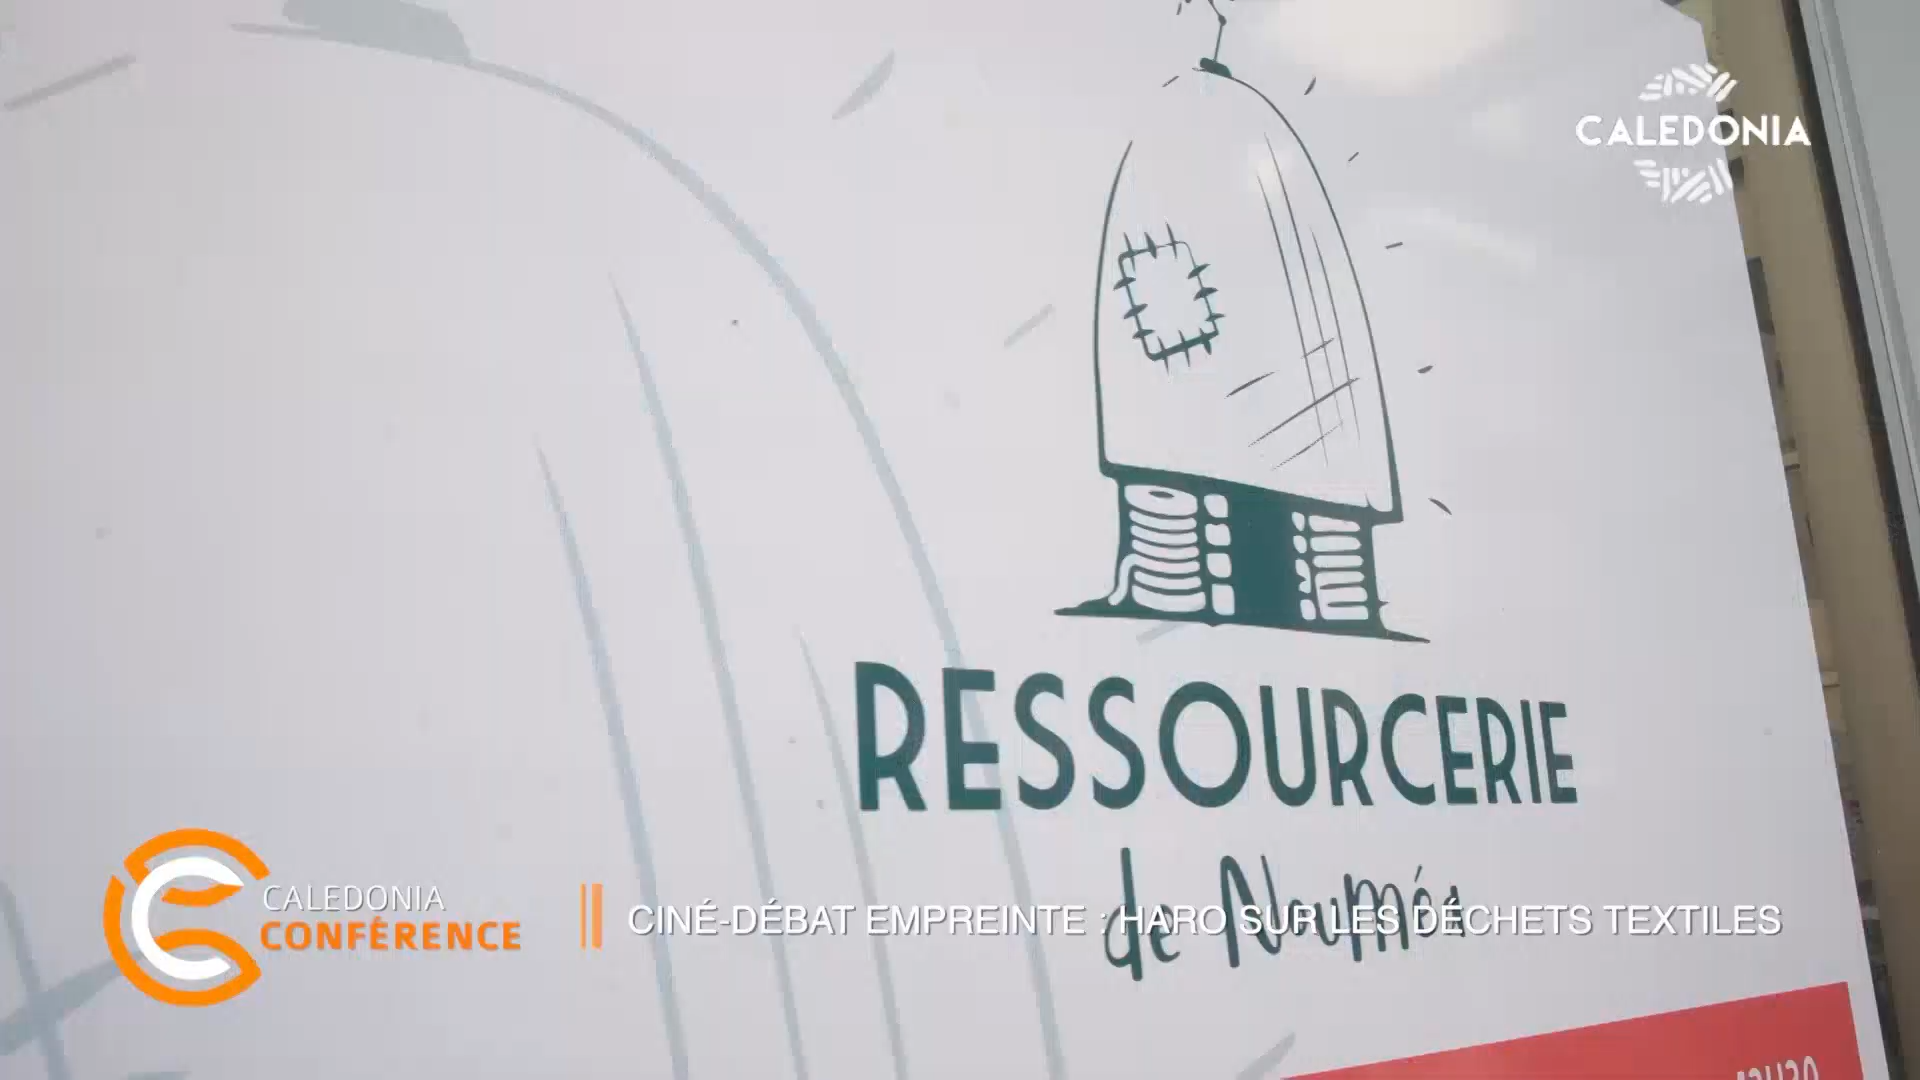 CALEDONIA
RESSOURCERIE
de Nouméa
CALEDONIA
CONFÉRENCE
CINÉ-DÉBAT EMPREINTE : HARO SUR LES DÉCHETS TEXTILES